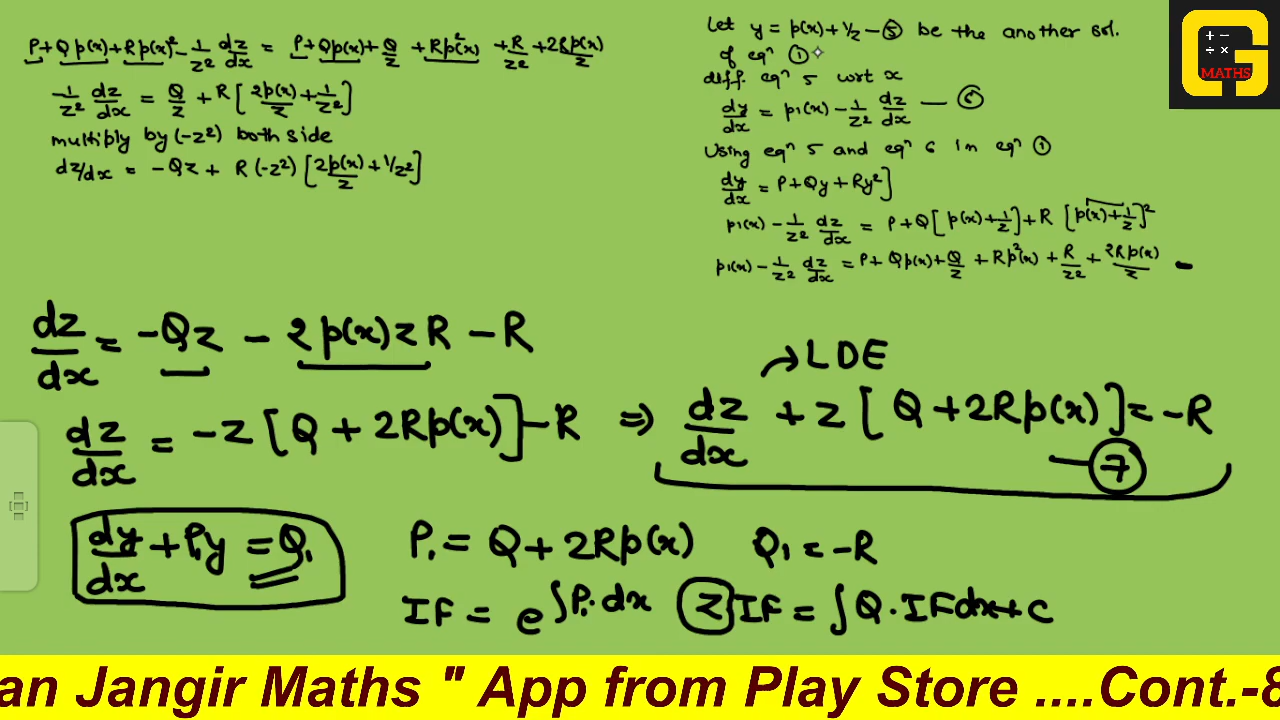 P+Qp(x)+Rp(x)²-1/z² dz/dx = P+Qp(x)+Q/z+Rp²(x)+R/z²+2Rp(x)/z
-1/z² dz/dx = Q/z + R[2p(x)/z+1/z²]
multiply by (-z²) both side
dz/dx = -Qz + R(-z²)[2p(x)/z+1/z²]
Let y = p(x)+1/z-⑤ be the another sol.
of eqⁿ ①
diff. eqⁿ 5 wrt x
dy/dx = p1(x) - 1/z² dz/dx — ⑥
Using eqⁿ 5 and eqⁿ 6 in eqⁿ ①
dy/dx = P+Qy+Ry²]
p1(x) - 1/z² dz/dx = P+Q[p(x)+1/z]+R[p(x)+1/z]²
p1(x) - 1/z² dz/dx = P+Qp(x)+Q/z+Rp²(x)+R/z²+2Rp(x)/z
+ -
÷ ×
MATHS
dz/dx = -Qz - 2p(x)zR - R
→LDE
dz/dx = -z[Q+2Rp(x)]-R ⇒ dz/dx + z[Q+2Rp(x)] = -R
—⑦
dy/dx+P₁y = Q₁
P₁ = Q+2Rp(x) Q₁ = -R
IF = e^∫P₁.dx z IF = ∫Q.IFdx+c
an Jangir Maths " App from Play Store ....Cont.-8